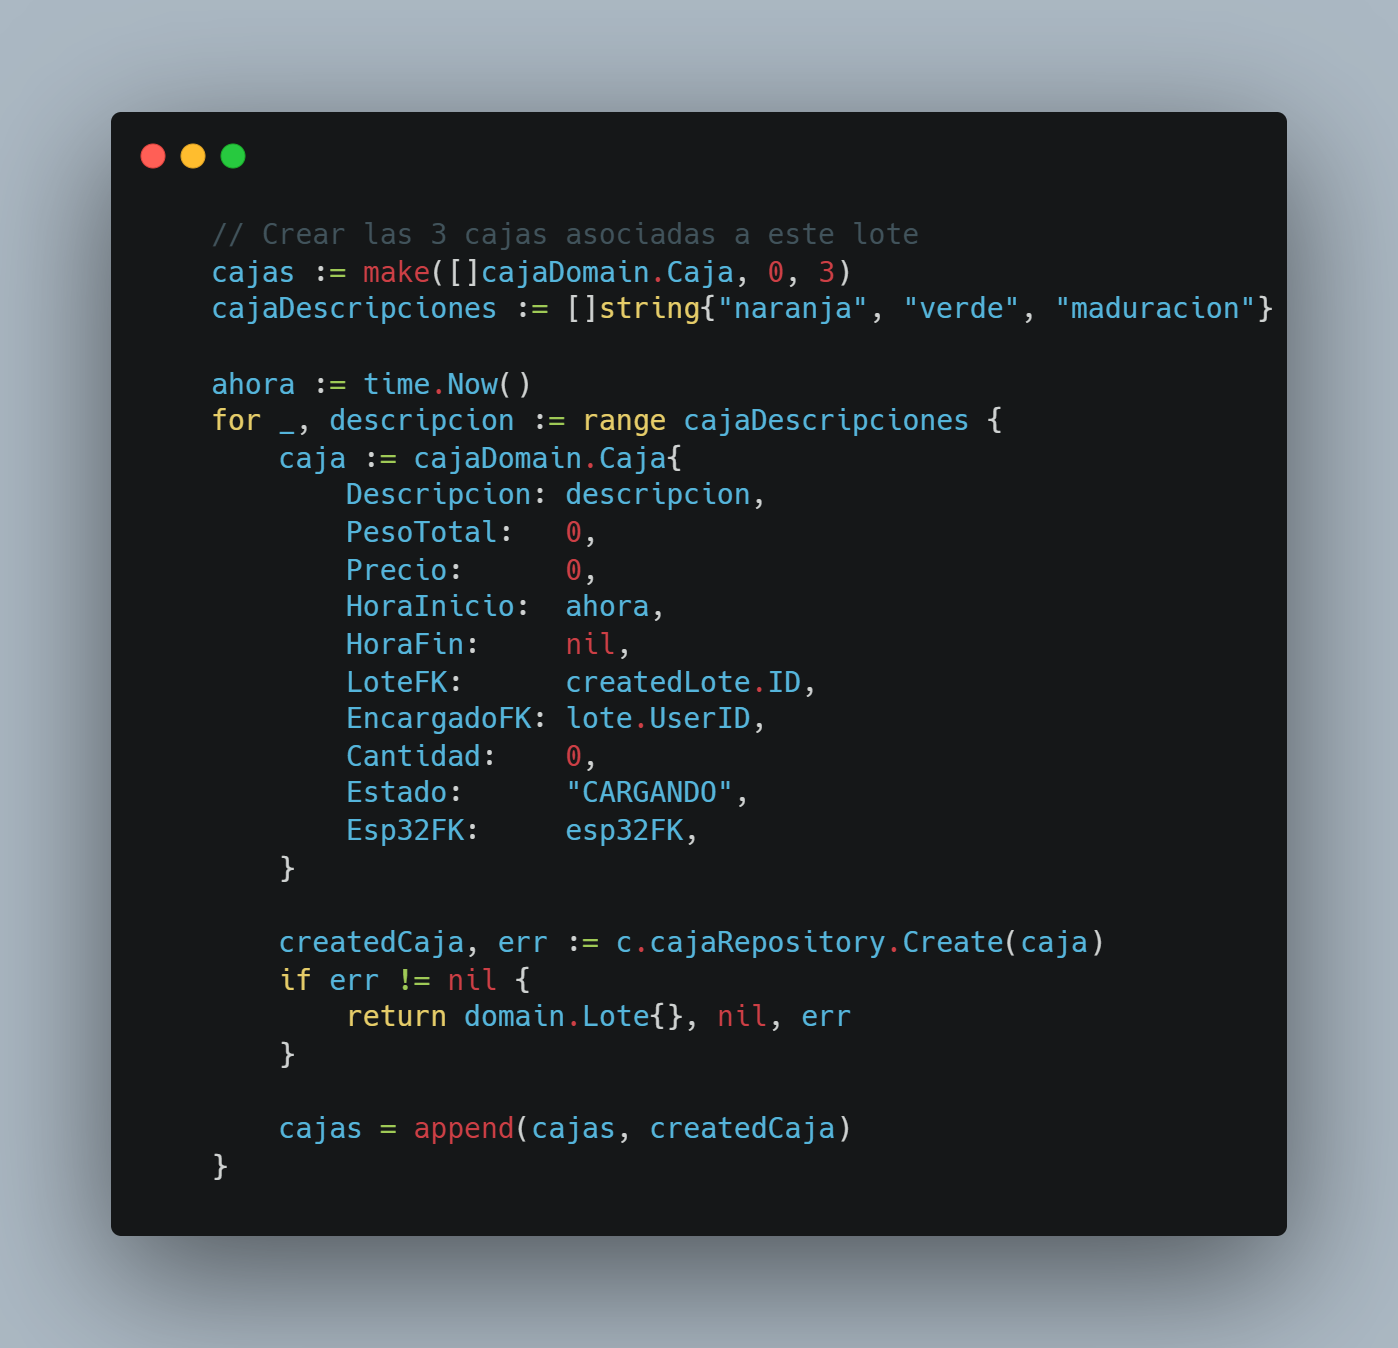 // Crear las 3 cajas asociadas a este lote
cajas := make([]cajaDomain.Caja, 0, 3)
cajaDescripciones := []string{"naranja", "verde", "maduracion"}

ahora := time.Now()
for _, descripcion := range cajaDescripciones {
    caja := cajaDomain.Caja{
        Descripcion: descripcion,
        PesoTotal:   0,
        Precio:      0,
        HoraInicio:  ahora,
        HoraFin:     nil,
        LoteFK:      createdLote.ID,
        EncargadoFK: lote.UserID,
        Cantidad:    0,
        Estado:      "CARGANDO",
        Esp32FK:     esp32FK,
    }

    createdCaja, err := c.cajaRepository.Create(caja)
    if err != nil {
        return domain.Lote{}, nil, err
    }

    cajas = append(cajas, createdCaja)
}